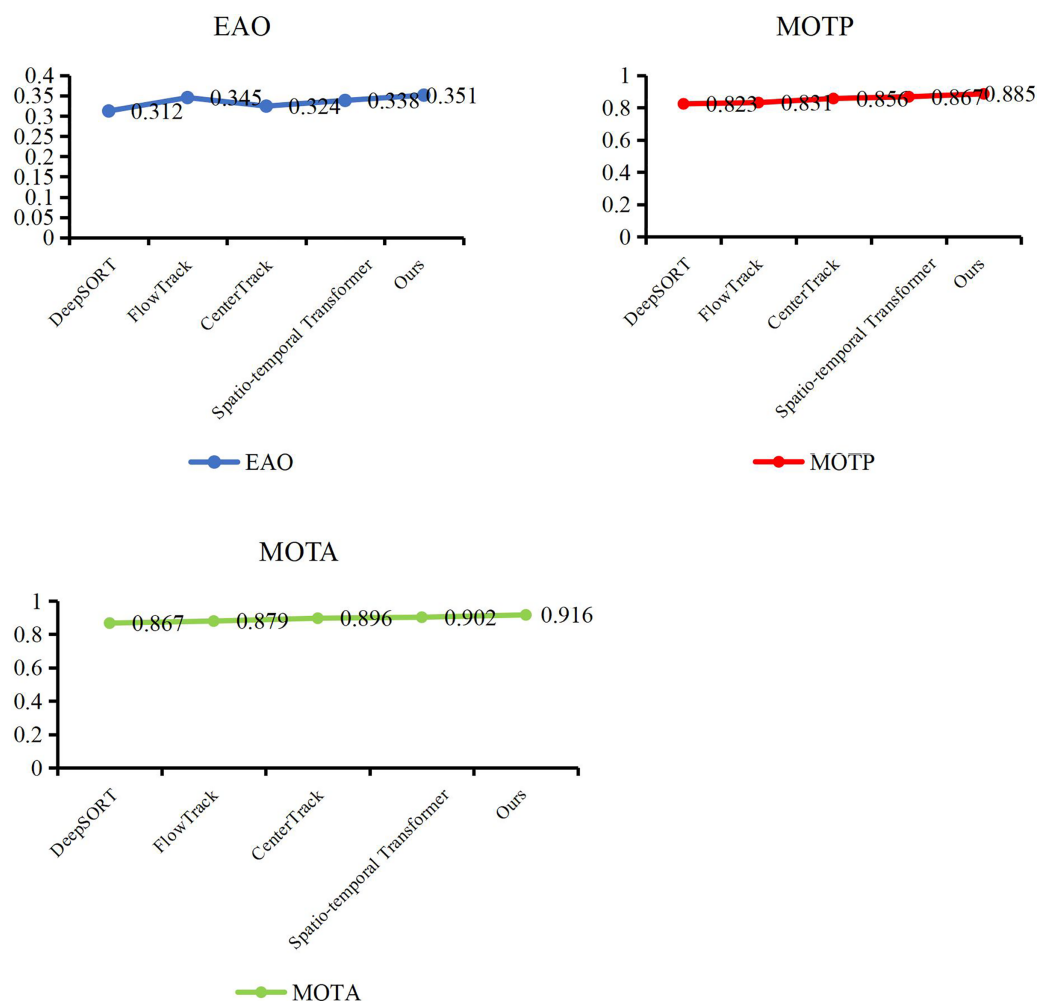 EAO
0.4
0.35
0.3
0.25
0.2
0.15
0.1
0.05
0
0.312
0.345
0.324
0.338
0.351
DeepSORT
FlowTrack
CenterTrack
Spatio-temporal Transformer
Ours
EAO
MOTP
1
0.8
0.6
0.4
0.2
0
0.823
0.831
0.856
0.867
0.885
DeepSORT
FlowTrack
CenterTrack
Spatio-temporal Transformer
Ours
MOTP
MOTA
1
0.8
0.6
0.4
0.2
0
0.867
0.879
0.896
0.902
0.916
DeepSORT
FlowTrack
CenterTrack
Spatio-temporal Transformer
Ours
MOTA